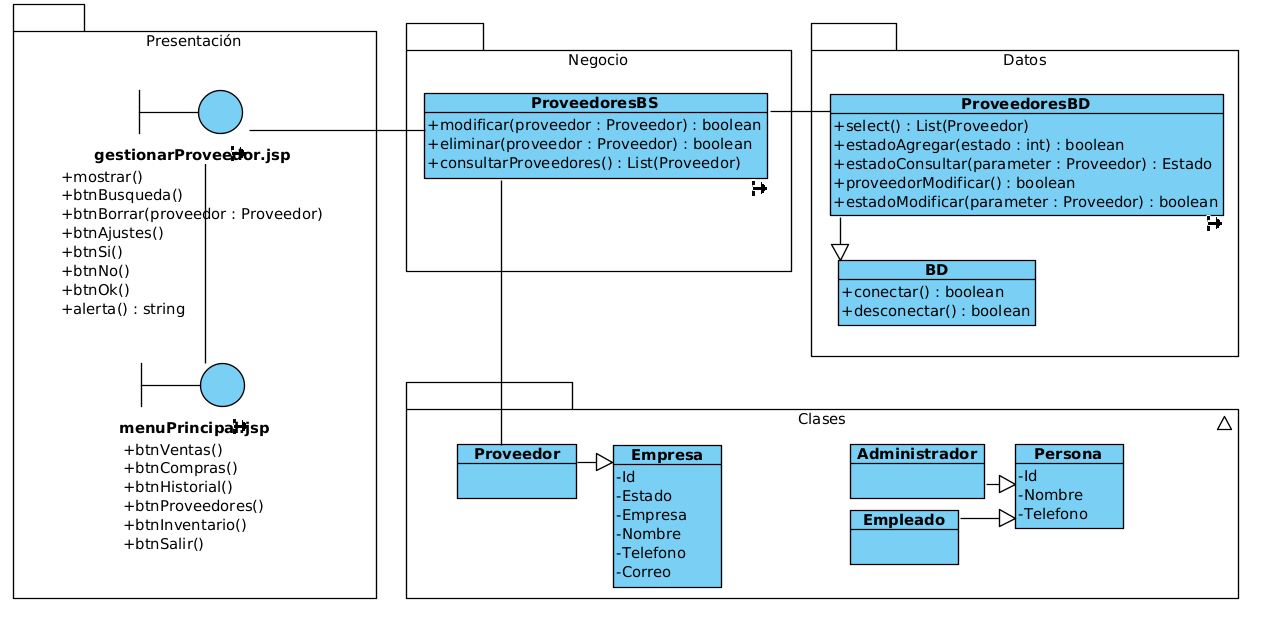 Presentación
gestionarProveedor.jsp
+mostrar()
+btnBusqueda()
+btnBorrar(proveedor : Proveedor)
+btnAjustes()
+btnSi()
+btnNo()
+btnOk()
+alerta() : string
menuPrincipal.jsp
+btnVentas()
+btnCompras()
+btnHistorial()
+btnProveedores()
+btnInventario()
+btnSalir()
Negocio
ProveedoresBS
+modificar(proveedor : Proveedor) : boolean
+eliminar(proveedor : Proveedor) : boolean
+consultarProveedores() : List(Proveedor)
Datos
ProveedoresBD
+select() : List(Proveedor)
+estadoAgregar(estado : int) : boolean
+estadoConsultar(parameter : Proveedor) : Estado
+proveedorModificar() : boolean
+estadoModificar(parameter : Proveedor) : boolean
BD
+conectar() : boolean
+desconectar() : boolean
Clases
Proveedor
Empresa
-Id
-Estado
-Empresa
-Nombre
-Telefono
-Correo
Administrador
Empleado
Persona
-Id
-Nombre
-Telefono